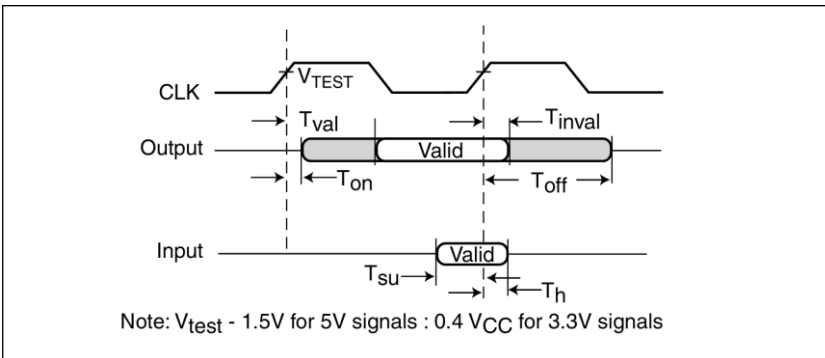 VTEST
CLK
Tval
Tinval
Output
Valid
Ton
Toff
Input
Valid
Tsu
Th
Note: Vtest - 1.5V for 5V signals : 0.4 VCC for 3.3V signals